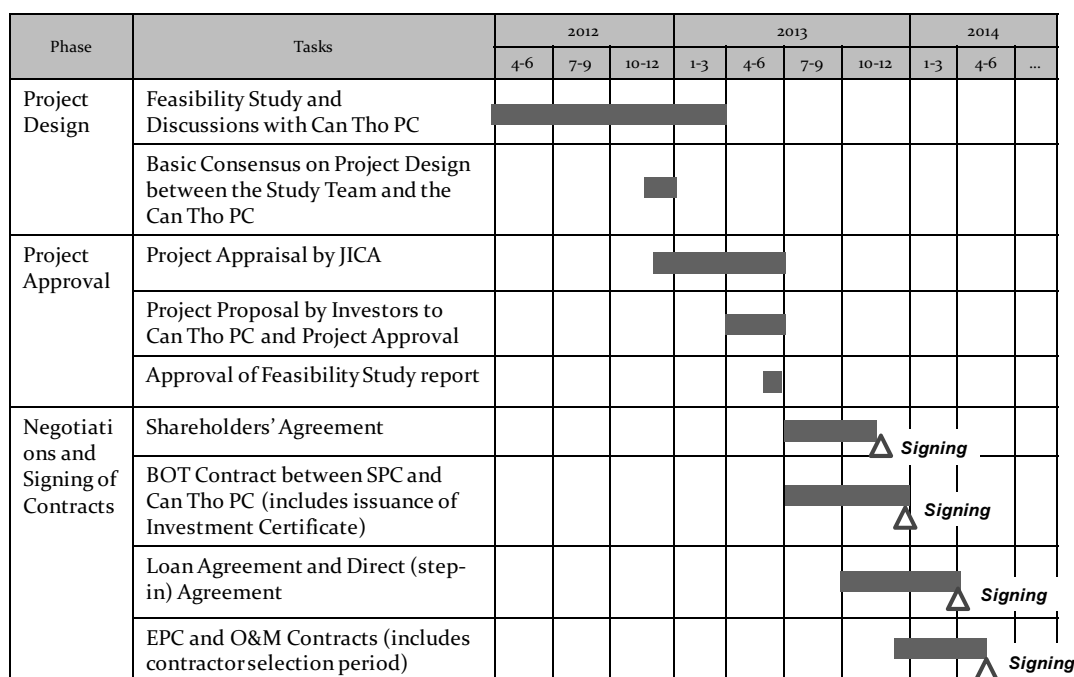 Phase
Tasks
2012
2013
2014
4-6
7-9
10-12
1-3
4-6
7-9
10-12
1-3
4-6
...
Project
Design
Feasibility Study and
Discussions with Can Tho PC
Basic Consensus on Project Design
between the Study Team and the
Can Tho PC
Project
Approval
Project Appraisal by JICA
Project Proposal by Investors to
Can Tho PC and Project Approval
Approval of Feasibility Study report
Negotiati
ons and
Signing of
Contracts
Shareholders' Agreement
Signing
BOT Contract between SPC and
Can Tho PC (includes issuance of
Investment Certificate)
Signing
Loan Agreement and Direct (step-
in) Agreement
Signing
EPC and O&M Contracts (includes
contractor selection period)
Signing